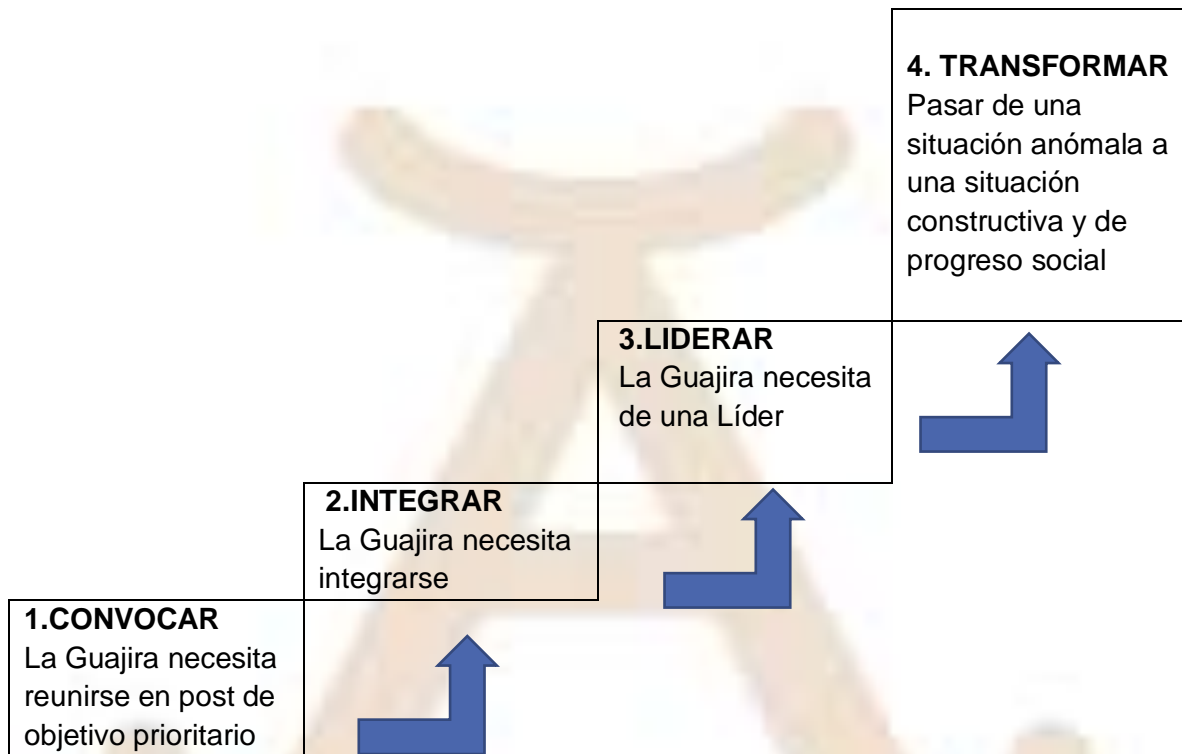 4. TRANSFORMAR
Pasar de una
situación anómala a
una situación
constructiva y de
progreso social
3.LIDERAR
La Guajira necesita
de una Líder
2.INTEGRAR
La Guajira necesita
integrarse
1.CONVOCAR
La Guajira necesita
reunirse en post de
objetivo prioritario